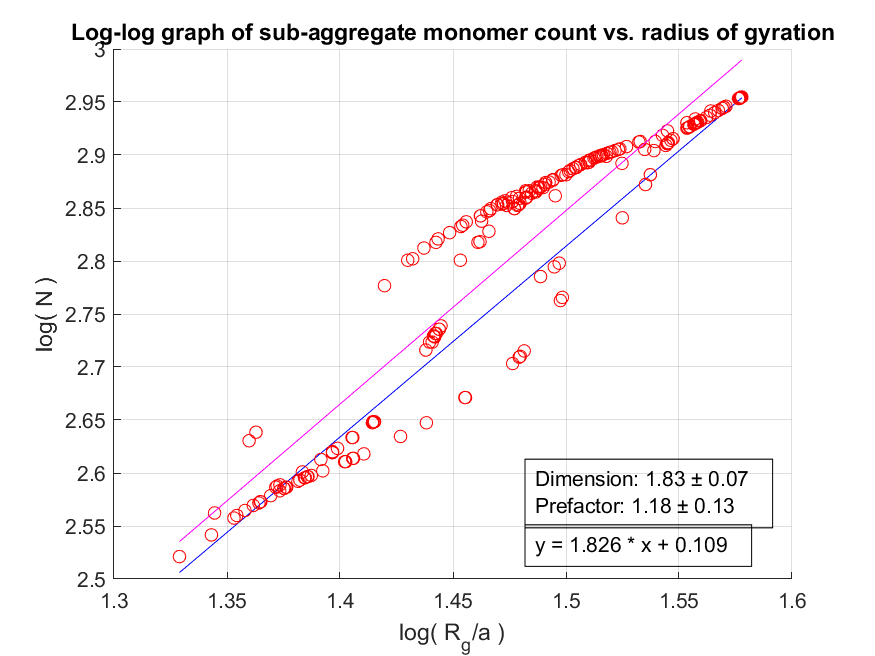 Log-log graph of sub-aggregate monomer count vs. radius of gyration
3
2.95
2.9
2.85
2.8
2.75
2.7
2.65
2.6
2.55
2.5
log( N )
Dimension: 1.83 ± 0.07
Prefactor: 1.18 ± 0.13
y = 1.826 * x + 0.109
1.3 1.35 1.4 1.45 1.5 1.55 1.6
log( Rg/a )